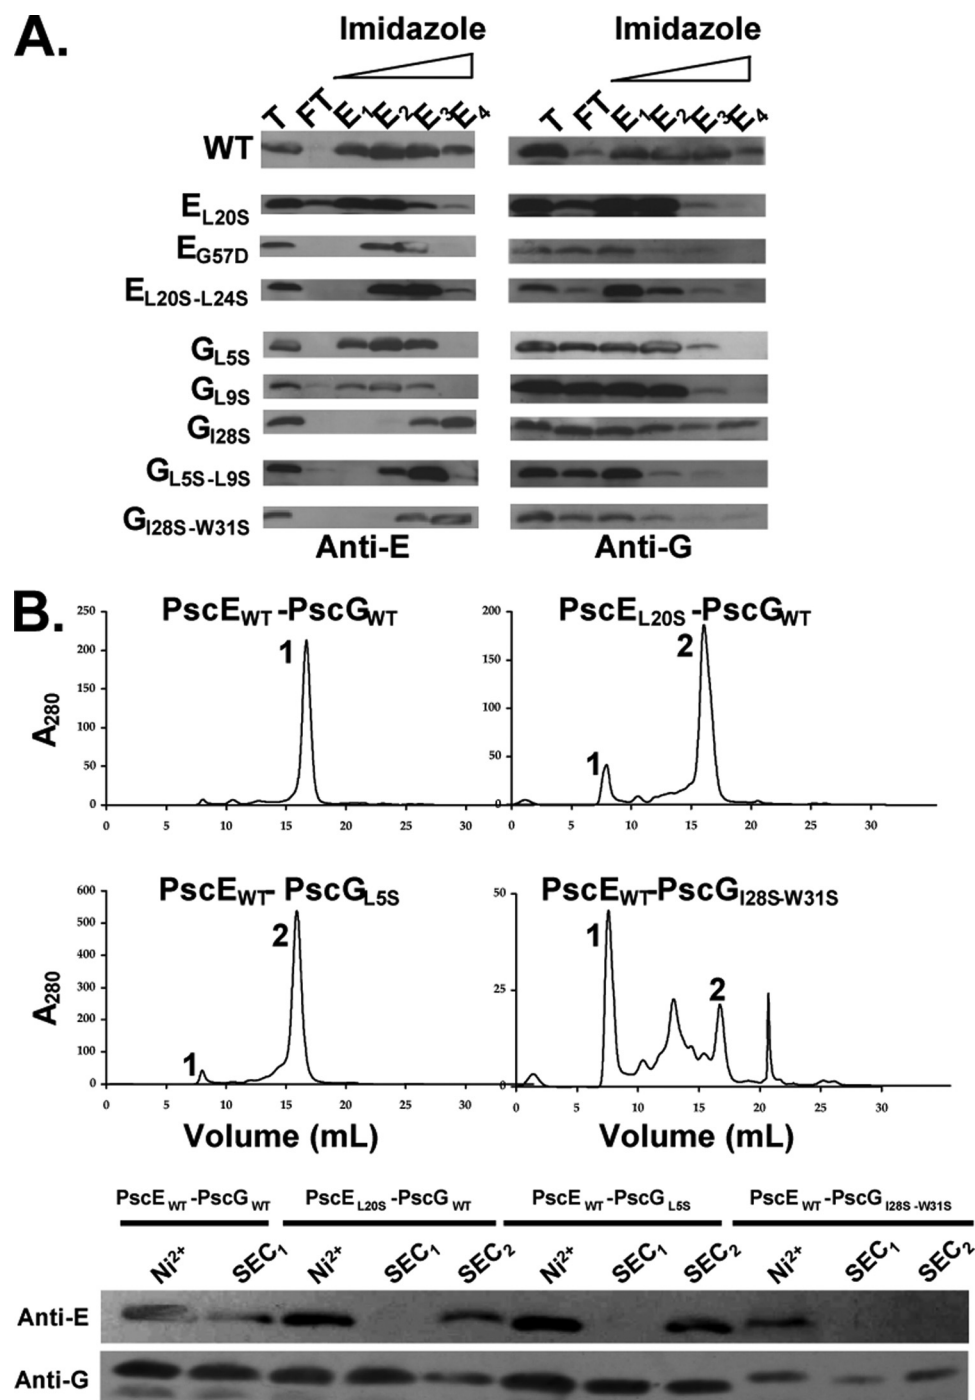 A.
Imidazole Imidazole
T FT E1 E2 E3 E4 T FT E1 E2 E3 E4
WT
EL20S
EG57D
EL20S-L24S
GL5S
GL9S
GI28S
GL5S-L9S
GI28S-W31S
Anti-E Anti-G
B.
PscEWT-PscGWT
A280
250
200
150
100
50
0
0 5 10 15 20 25 30
1
PscEL20S-PscGWT
200
150
100
50
0
0 5 10 15 20 25 30
1
2
PscEWT- PscGL5S
A280
600
500
400
300
200
100
0
0 5 10 15 20 25 30
1
2
Volume (mL)
PscEWT-PscGI28S-W31S
50
25
0
0 5 10 15 20 25 30
1
2
Volume (mL)
PscEWT-PscGWT PscEL20S-PscGWT PscEWT-PscGL5S PscEWT-PscGI28S-W31S
Ni2+ SEC1 Ni2+ SEC1 SEC2 Ni2+ SEC1 SEC2 Ni2+ SEC1 SEC2
Anti-E
Anti-G